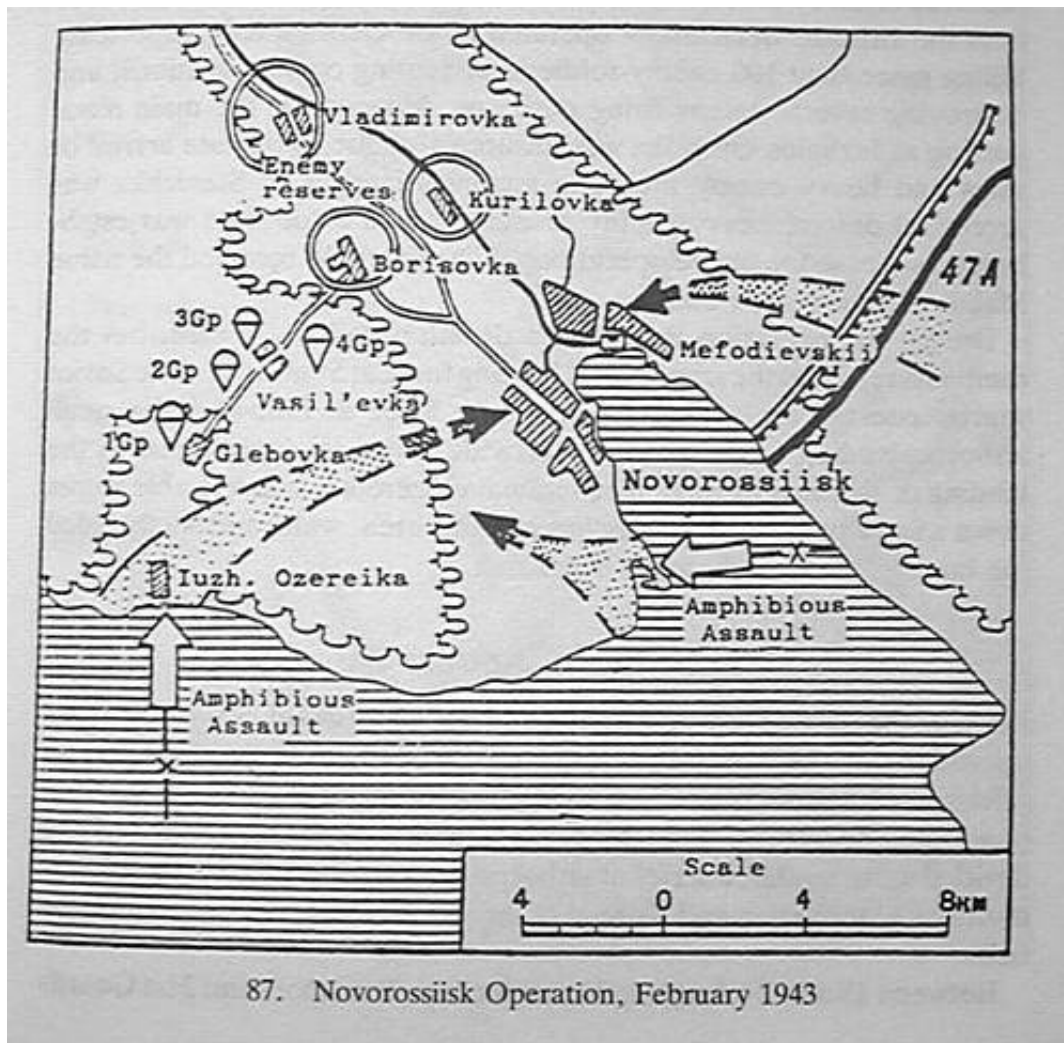 Vladimirovka
Enemy
reserves
Kurilovka
Borisovka
47A
3Gp
4Gp
2Gp
Mefodievskij
Vasil'evka
1Gp
Glebovka
Novorossiisk
Iuzh. Ozereika
Amphibious
Assault
Amphibious
Assault
Scale
4 0 4 8КМ
87. Novorossiisk Operation, February 1943